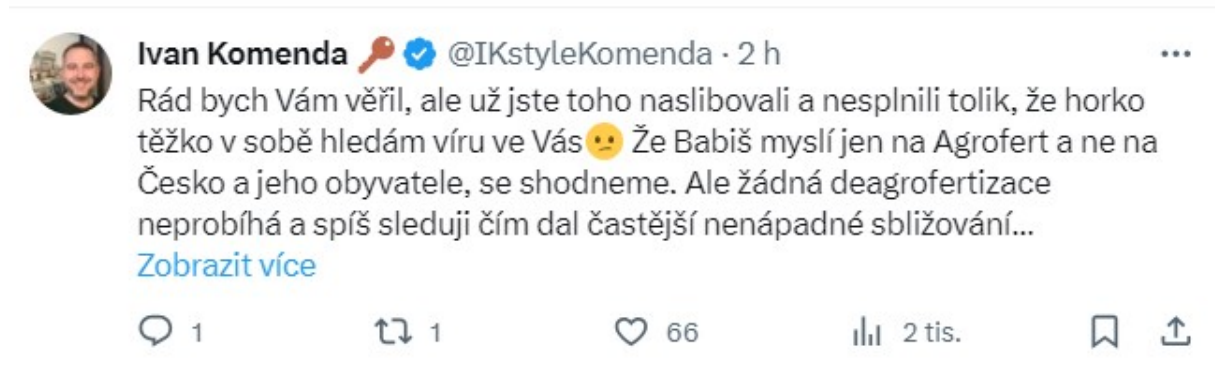 Ivan Komenda 🔑 @IKstyleKomenda · 2 h
Rád bych Vám věřil, ale už jste toho naslibovali a nesplnili tolik, že horko
těžko v sobě hledám víru ve Vás🫤 Že Babiš myslí jen na Agrofert a ne na
Česko a jeho obyvatele, se shodneme. Ale žádná deagrofertizace
neprobíhá a spíš sleduji čím dal častější nenápadné sbližování...
Zobrazit více
1 1 66 2 tis.